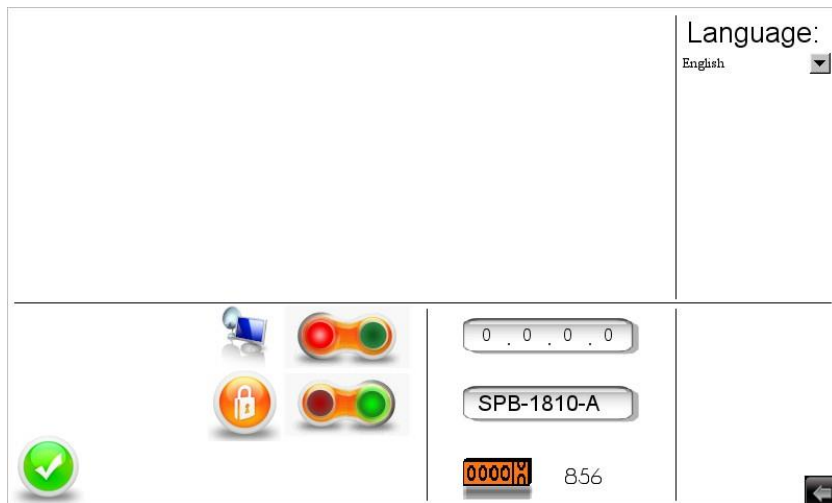 Language:
English
0 . 0 . 0 . 0
SPB-1810-A
0000
856